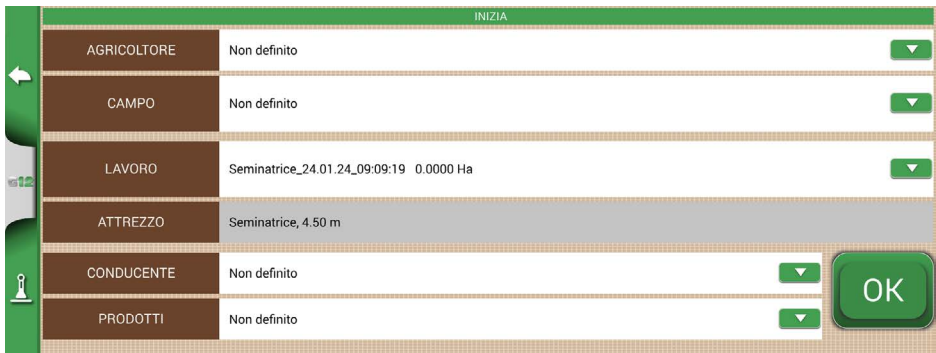 INIZIA
AGRICOLTORE Non definito
CAMPO Non definito
LAVORO Seminatrice_24.01.24_09:09:19 0.0000 Ha
G12
ATTREZZO Seminatrice, 4.50 m
CONDUCENTE Non definito
OK
PRODOTTI Non definito